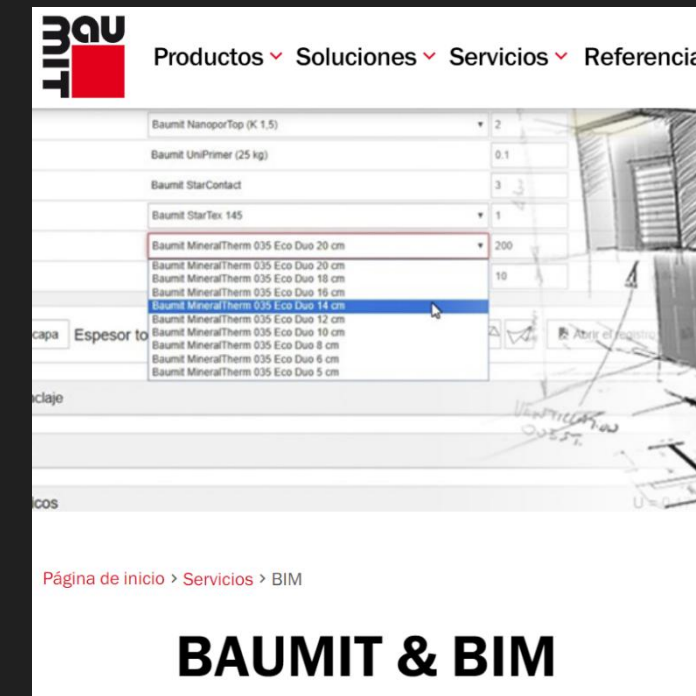 BAUMIT
Productos Soluciones Servicios Referencia
Baumit NanoporTop (K 1,5) 2
Baumit UniPrimer (25 kg) 0.1
Baumit StarContact 3
Baumit StarTex 145 1
Baumit MineralTherm 035 Eco Duo 20 cm 200
Baumit MineralTherm 035 Eco Duo 20 cm
Baumit MineralTherm 035 Eco Duo 18 cm
10
Baumit MineralTherm 035 Eco Duo 16 cm
Baumit MineralTherm 035 Eco Duo 14 cm
Baumit MineralTherm 035 Eco Duo 12 cm
capa Espesor to Baumit MineralTherm 035 Eco Duo 10 cm Abrir el registro
Baumit MineralTherm 035 Eco Duo 8 cm
Baumit MineralTherm 035 Eco Duo 6 cm
Baumit MineralTherm 035 Eco Duo 5 cm
nclaje
icos
U =
Página de inicio > Servicios > BIM
BAUMIT & BIM